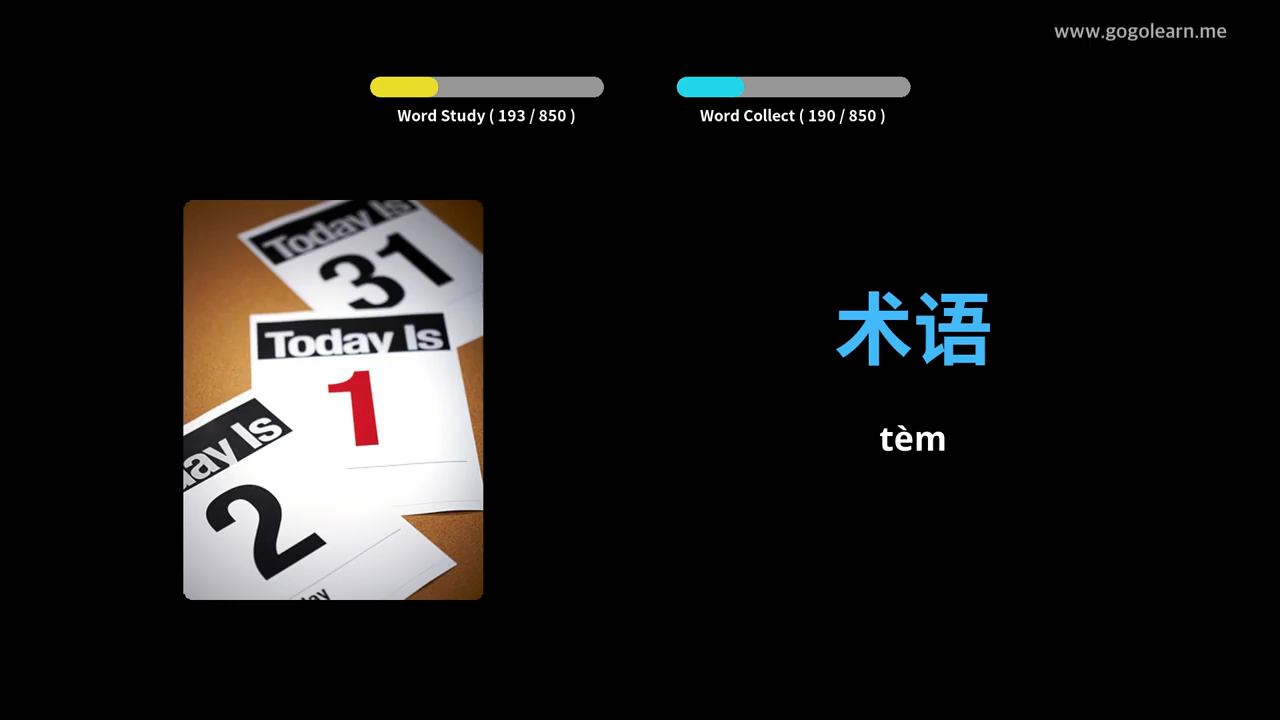 www.gogolearn.me
Word Study ( 193 / 850 )
Word Collect ( 190 / 850 )
Today Is
31
Today Is
1
ay Is
2
术语
tèm